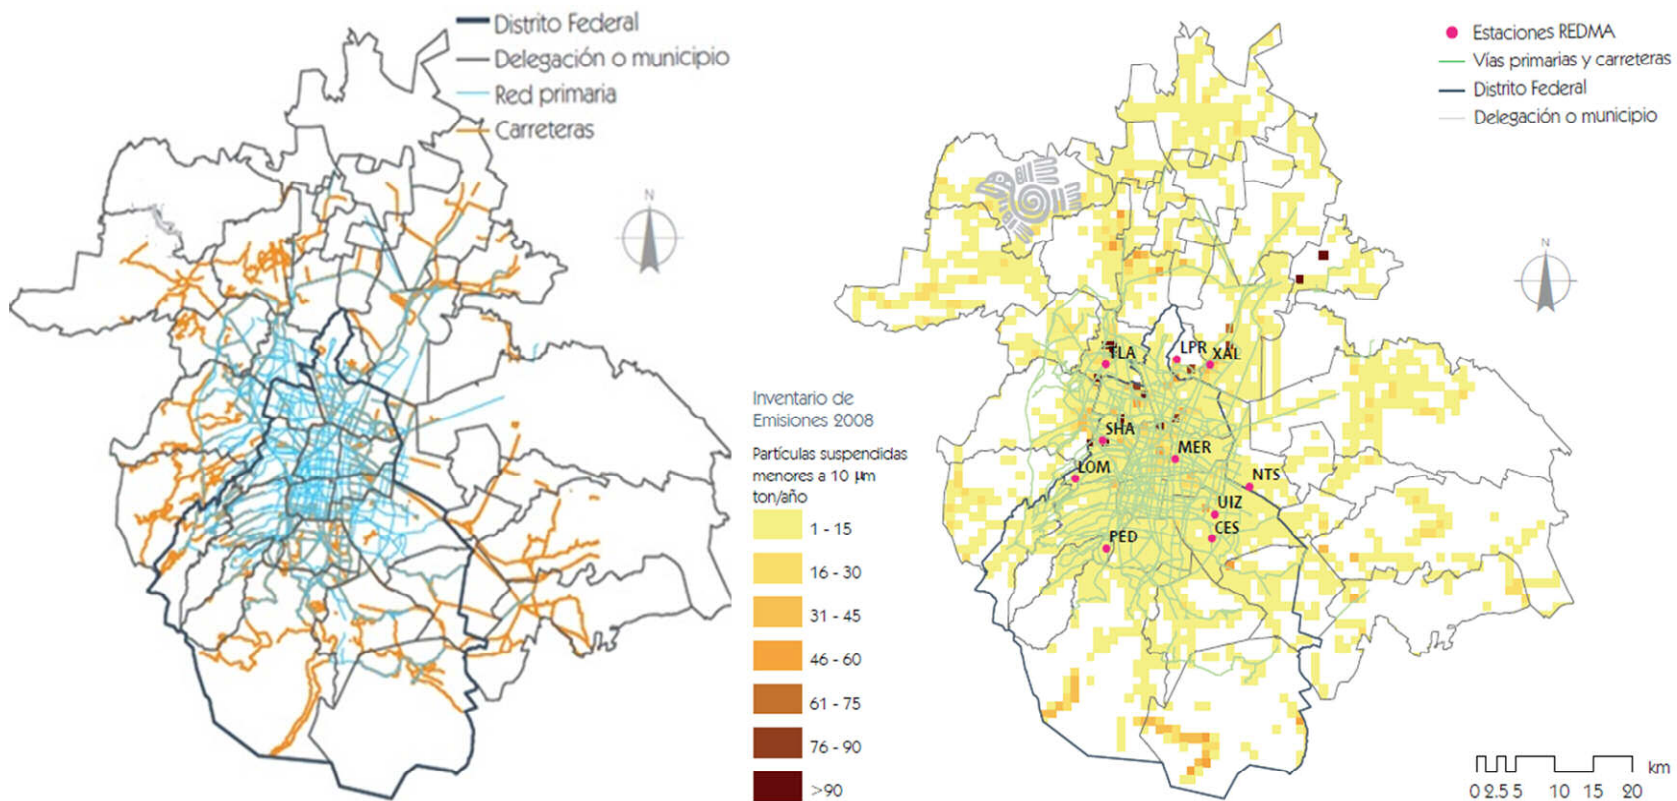 Distrito Federal
Delegación o municipio
Red primaria
Carreteras
N
Inventario de
Emisiones 2008
Partículas suspendidas
menores a 10 µm
ton/año
1 - 15
16 - 30
31 - 45
46 - 60
61 - 75
76 - 90
>90
Estaciones REDMA
Vías primarias y carreteras
Distrito Federal
Delegación o municipio
N
TLA
LPR
XAL
SHA
MER
LOM
NTS
UIZ
CES
PED
km
0 2.5 5 10 15 20